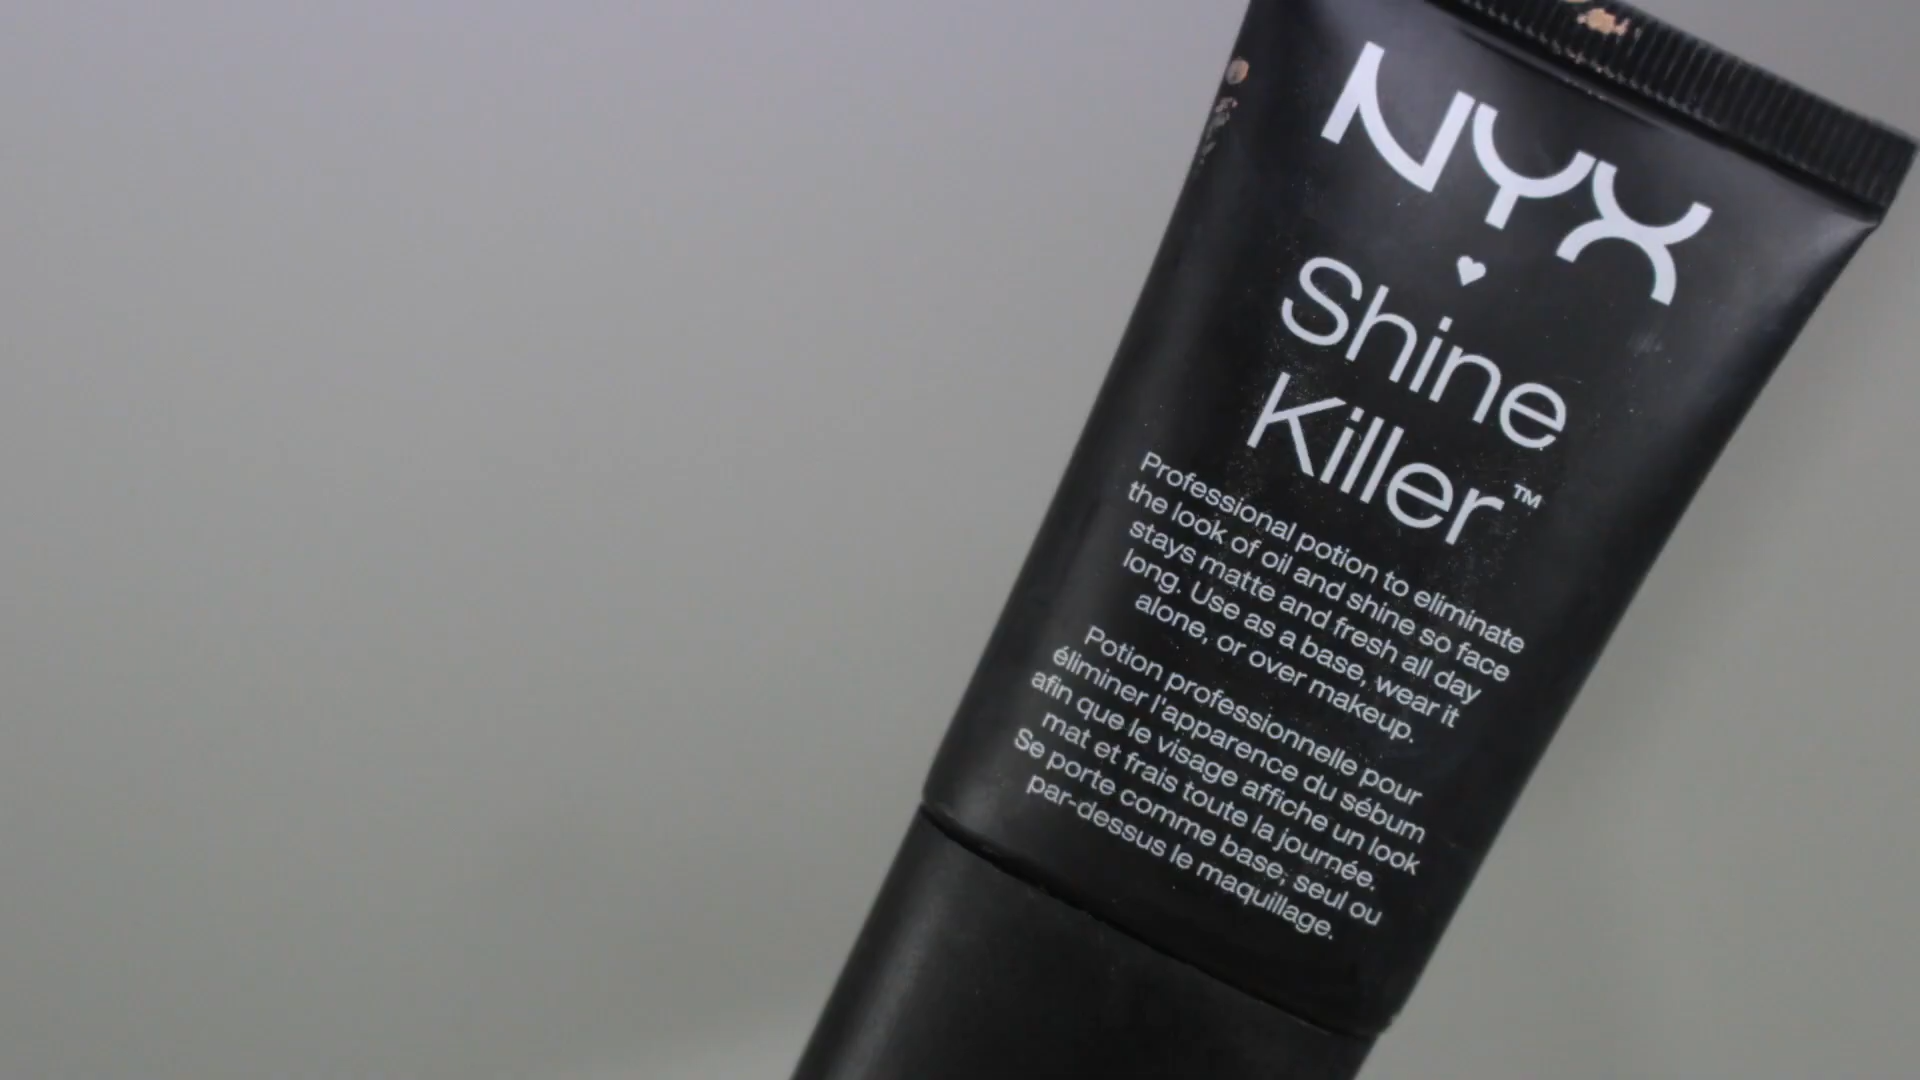 NYX
Shine
Killer™
Professional potion to eliminate
the look of oil and shine so face
stays matte and fresh all day
long. Use as a base, wear it
alone, or over makeup.
Potion professionnelle pour
éliminer l'apparence du sébum
afin que le visage affiche un look
mat et frais toute la journée.
Se porte comme base, seul ou
par-dessus le maquillage.